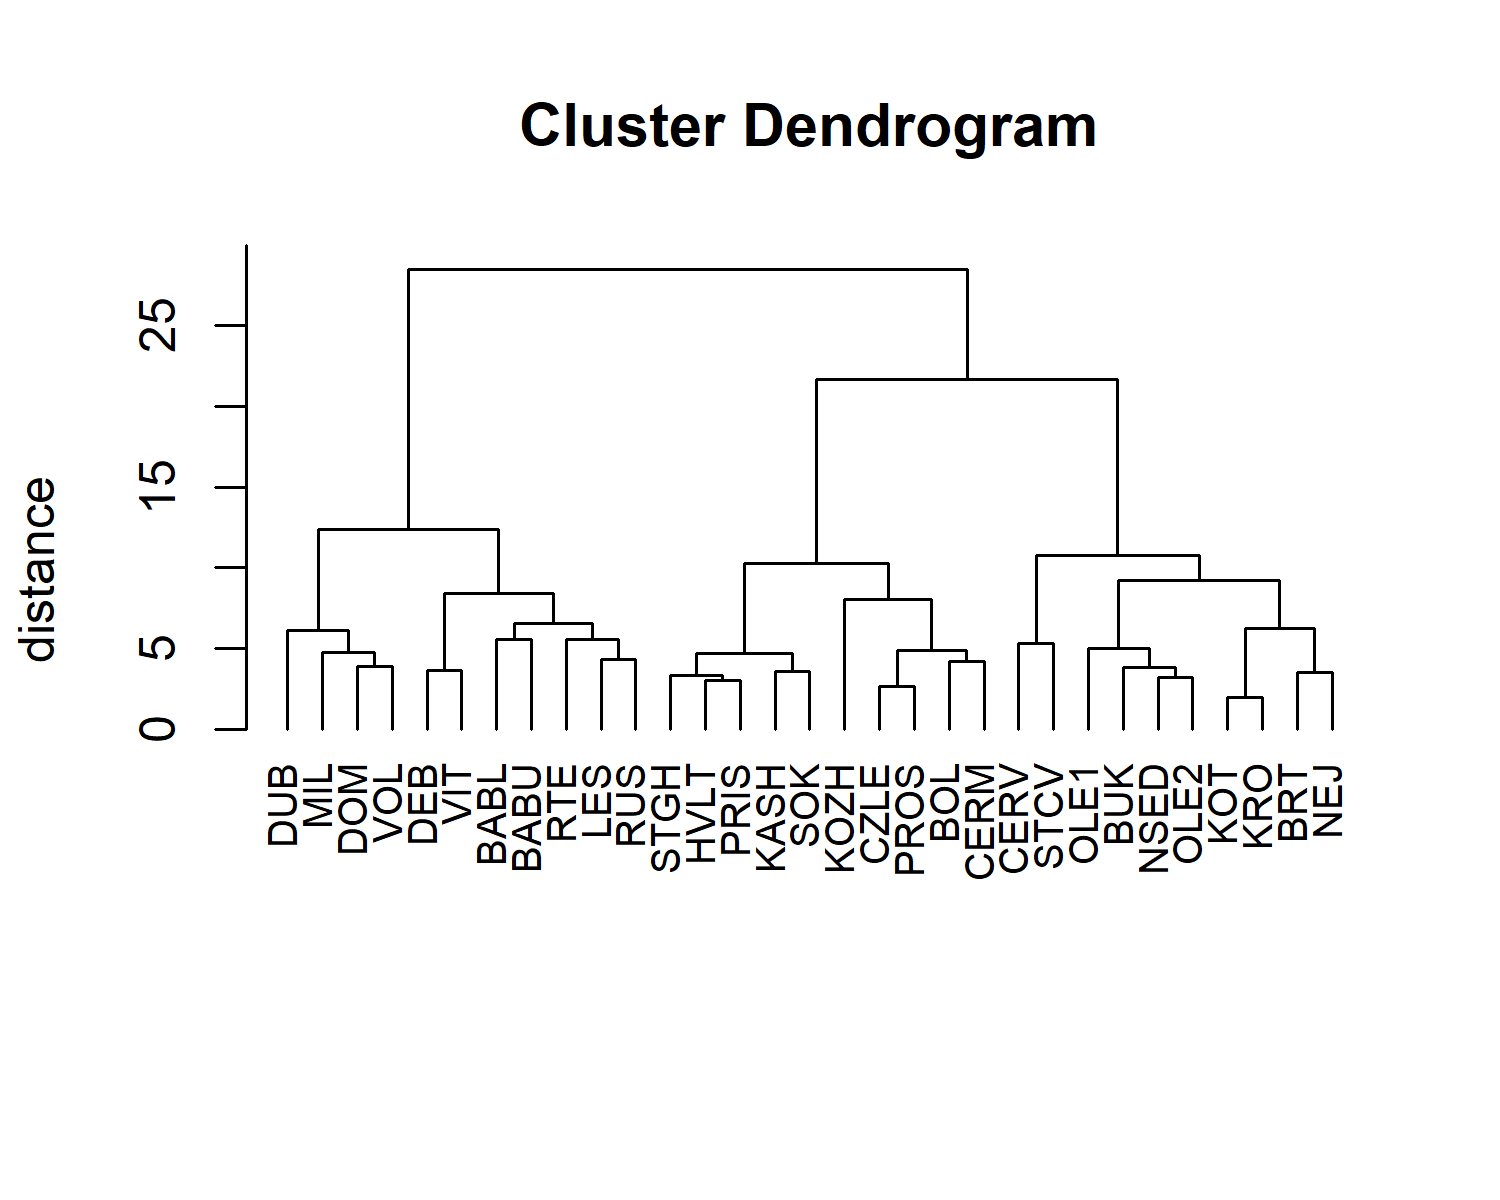 Cluster Dendrogram
distance
25
15
5
0
DUB
MIL
DOM
VOL
DEB
VIT
BABL
BABU
RTE
LES
RUS
STGH
HVLT
PRIS
KASH
SOK
KOZH
CZLE
PROS
BOL
CERM
CERV
STCV
OLE1
BUK
NSED
OLE2
KOT
KRO
BRT
NEJ